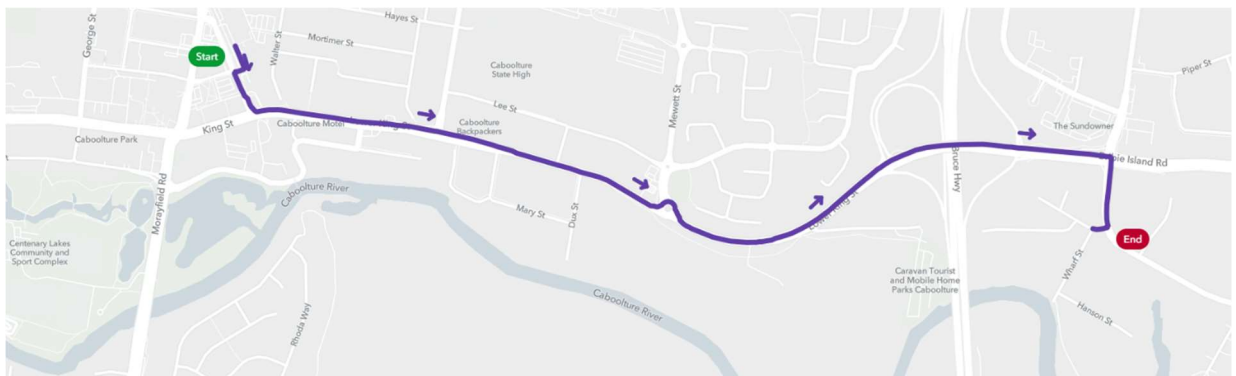 George St
Hayes St
Mortimer St
Walter St
Start
Caboolture
State High
Lee St
Mewett St
Piper St
The Sundowner
King St
Caboolture Motel
Caboolture
Backpackers
Caboolture Park
Bruce Hwy
Island Rd
Morayfield Rd
Caboolture River
Mary St
Dux St
Lower King St
End
Centenary Lakes
Community and
Sport Complex
Rhoda Way
Caboolture River
Caravan Tourist
and Mobile Home
Parks Caboolture
Wharf St
Hanson St